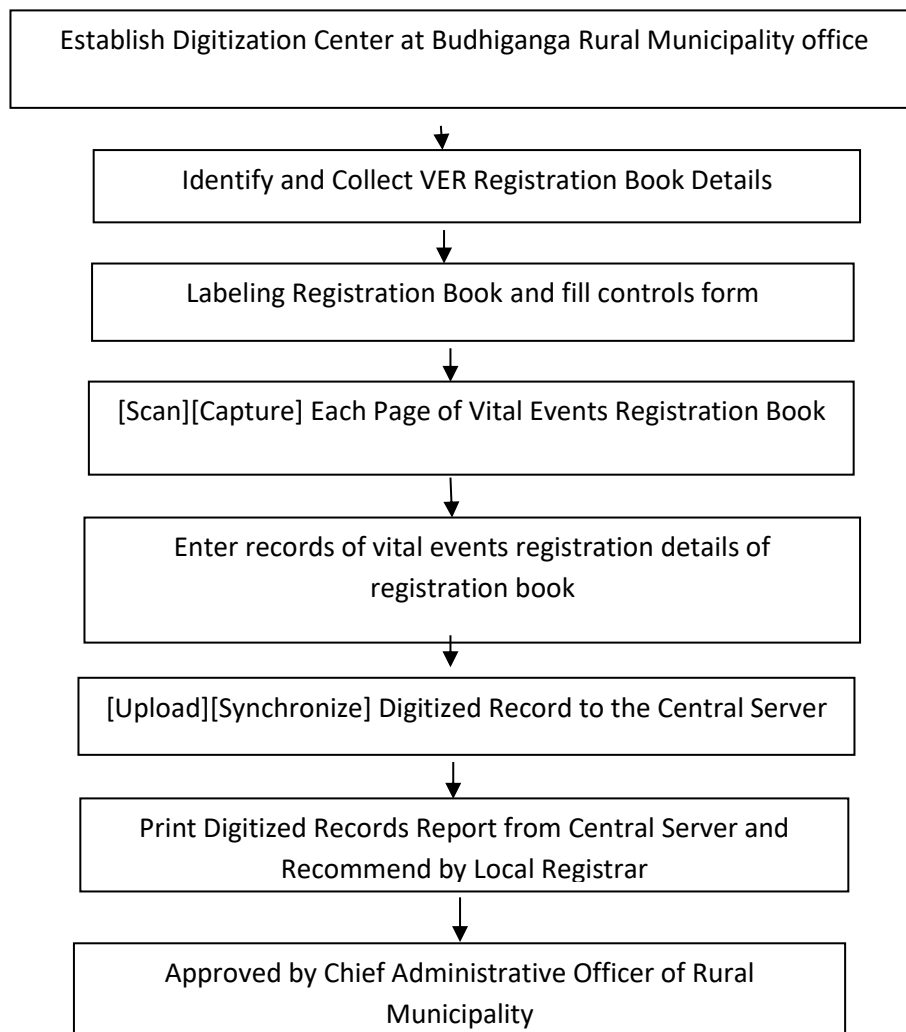 Establish Digitization Center at Budhiganga Rural Municipality office
Identify and Collect VER Registration Book Details
Labeling Registration Book and fill controls form
[Scan][Capture] Each Page of Vital Events Registration Book
Enter records of vital events registration details of
registration book
[Upload][Synchronize] Digitized Record to the Central Server
Print Digitized Records Report from Central Server and
Recommend by Local Registrar
Approved by Chief Administrative Officer of Rural
Municipality